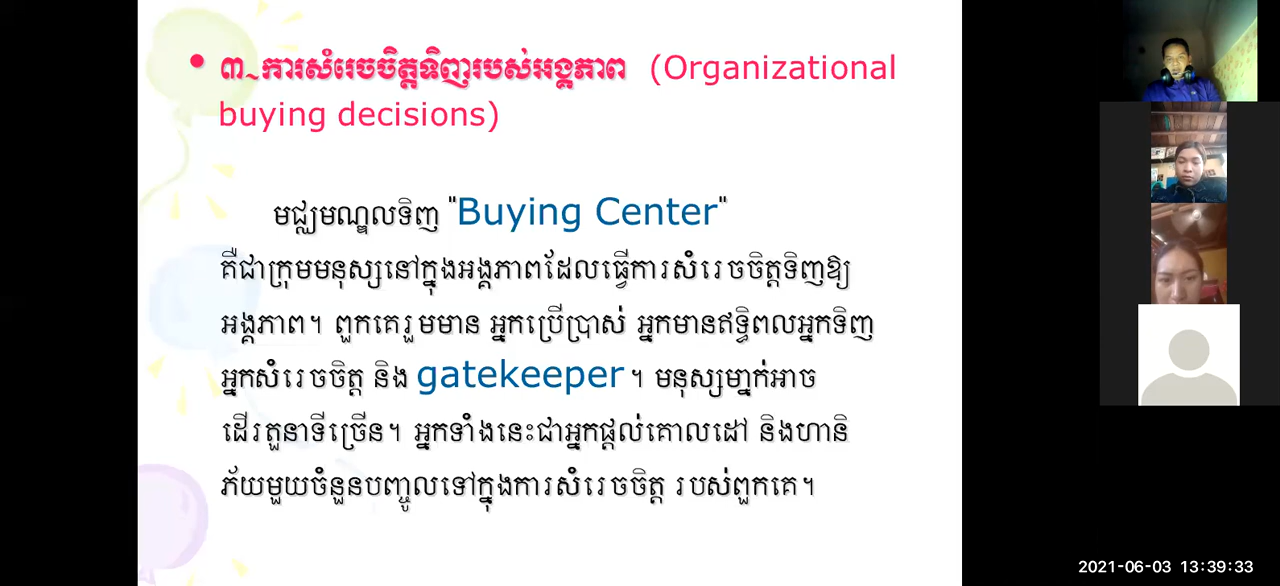 • ៣~ការសំរេចចិត្តទិញរបស់អង្គភាព (Organizational
buying decisions)
មជ្ឈមណ្ឌលទិញ "Buying Center"
គឺជាក្រុមមនុស្សនៅក្នុងអង្គភាពដែលធ្វើការសំរេចចិត្តទិញឱ្យ
អង្គភាព។ ពួកគេរួមមាន អ្នកប្រើប្រាស់ អ្នកមានឥទ្ធិពលអ្នកទិញ
អ្នកសំរេចចិត្ត និង gatekeeper។ មនុស្សម្នាក់អាច
ដើរតួនាទីច្រើន។ អ្នកទាំងនេះជាអ្នកផ្តល់គោលដៅ និងហានិ
ភ័យមួយចំនួនបញ្ចូលទៅក្នុងការសំរេចចិត្ត របស់ពួកគេ។
2021-06-03 13:39:33